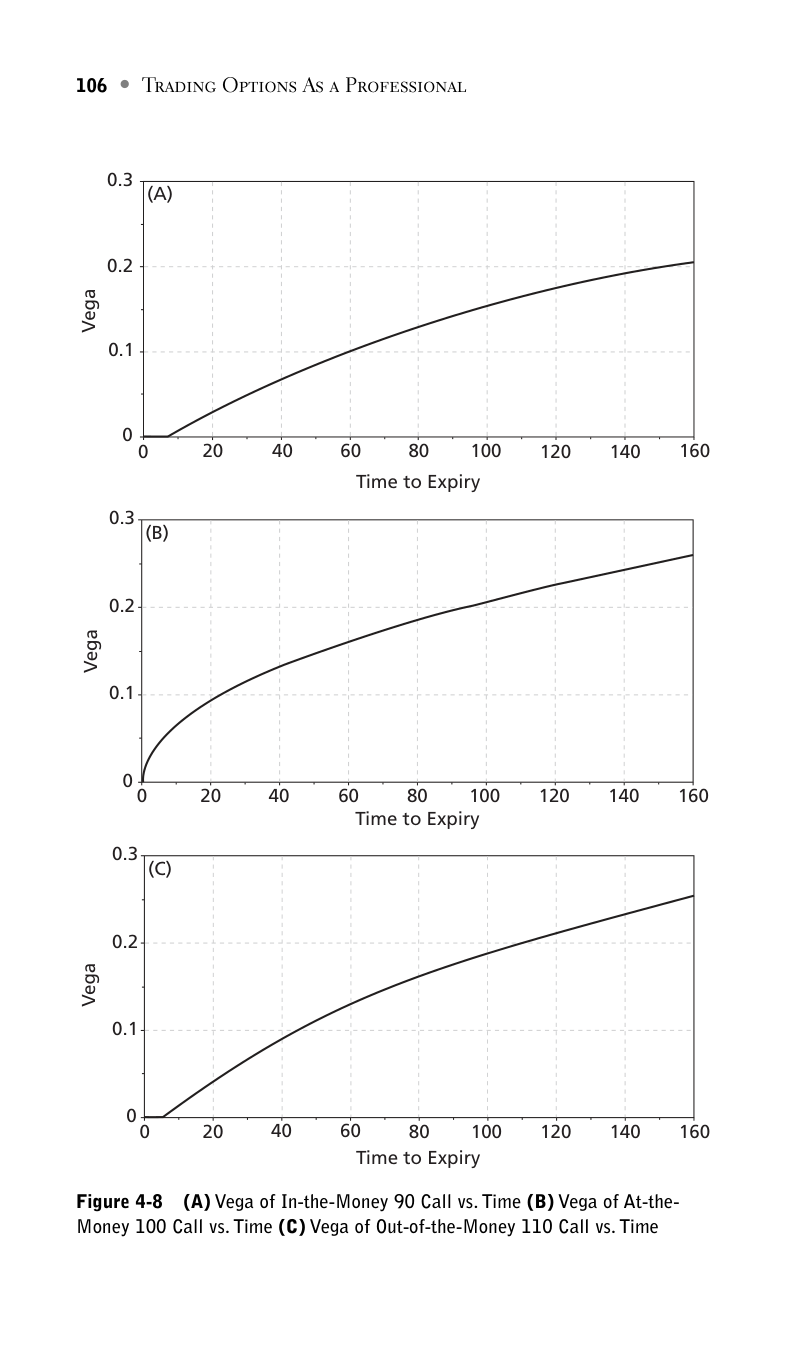 106 • Trading Options As a Professional
0.3
(A)
0.2
Vega
0.1
0
0 20 40 60 80 100 120 140 160
Time to Expiry
0.3
(B)
0.2
Vega
0.1
0
0 20 40 60 80 100 120 140 160
Time to Expiry
0.3
(C)
0.2
Vega
0.1
0
0 20 40 60 80 100 120 140 160
Time to Expiry
Figure 4-8 (A) Vega of In-the-Money 90 Call vs. Time (B) Vega of At-the-
Money 100 Call vs. Time (C) Vega of Out-of-the-Money 110 Call vs. Time